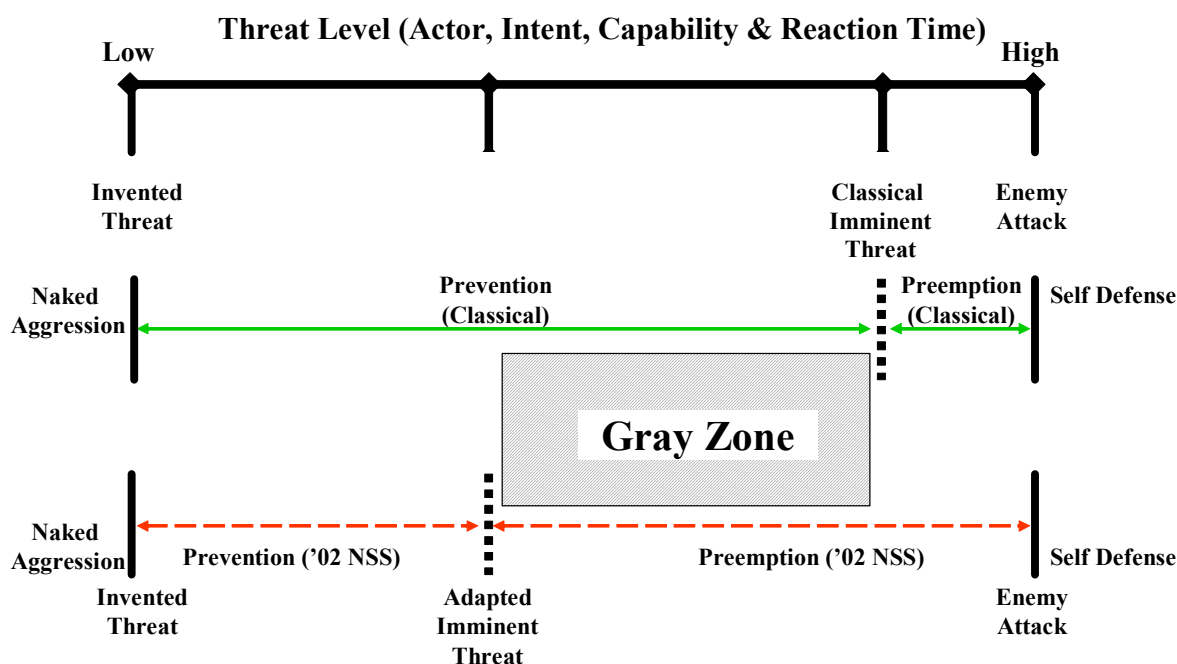 Threat Level (Actor, Intent, Capability & Reaction Time)
Low
High
Invented
Threat
Classical
Imminent
Threat
Enemy
Attack
Naked
Aggression
Prevention
(Classical)
Preemption
(Classical)
Self Defense
Gray Zone
Naked
Aggression
Prevention (’02 NSS)
Preemption (’02 NSS)
Self Defense
Invented
Threat
Adapted
Imminent
Threat
Enemy
Attack